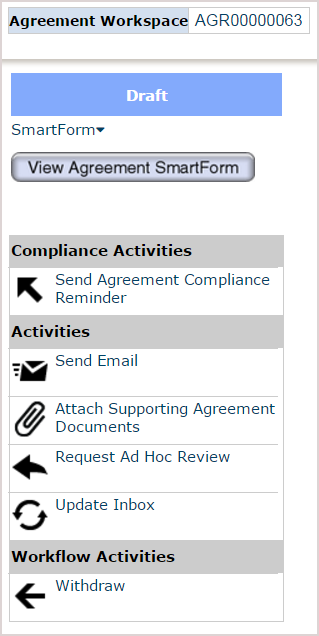 Agreement Workspace AGR00000063
Draft
SmartForm
View Agreement SmartForm
Compliance Activities
Send Agreement Compliance
Reminder
Activities
Send Email
Attach Supporting Agreement
Documents
Request Ad Hoc Review
Update Inbox
Workflow Activities
Withdraw